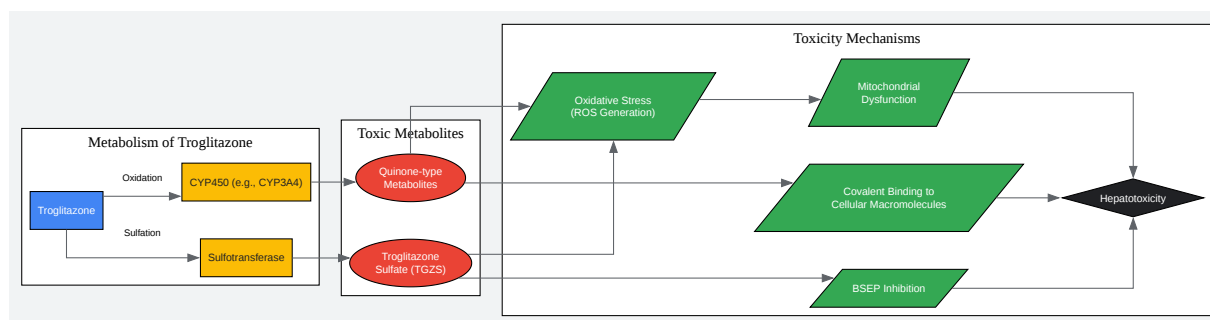 Toxicity Mechanisms
Metabolism of Troglitazone
Toxic Metabolites
Troglitazone
Oxidation
Sulfation
CYP450 (e.g., CYP3A4)
Sulfotransferase
Quinone-type
Metabolites
Troglitazone
Sulfate (TGZS)
Oxidative Stress
(ROS Generation)
Mitochondrial
Dysfunction
Covalent Binding to
Cellular Macromolecules
BSEP Inhibition
Hepatotoxicity